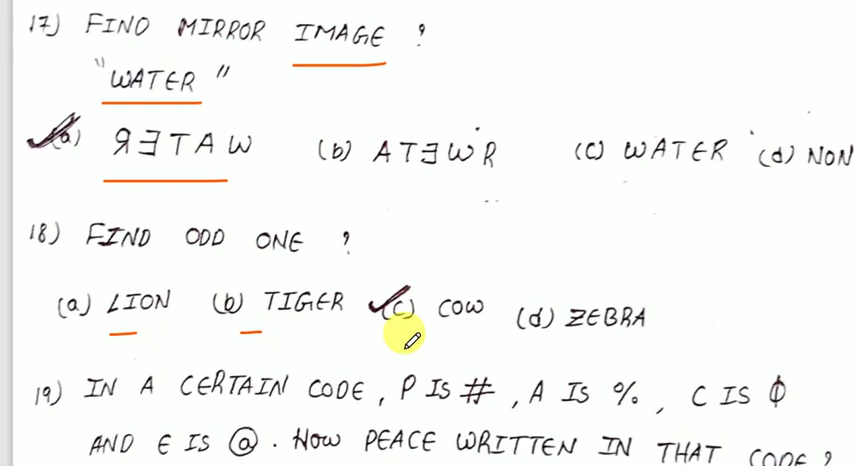 17) FIND MIRROR IMAGE ?
"WATER"
(a) ЯƎTAW (b) ATƎWR (c) WATER (d) NON
18) FIND ODD ONE ?
(a) LION (b) TIGER (c) COW (d) ZEBRA
19) IN A CERTAIN CODE, P IS #, A IS %, C IS ф
AND E IS @. HOW PEACE WRITTEN IN THAT CODE?